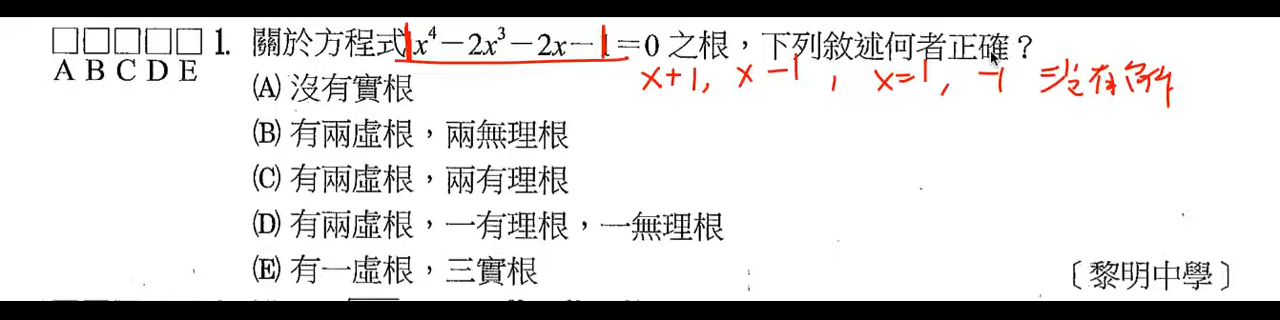 □□□□□ 1. 關於方程式 x⁴－2x³－2x－1＝0 之根，下列敘述何者正確？
A B C D E
x+1, x-1, x=1, -1 沒有解
(A) 沒有實根
(B) 有兩虛根，兩無理根
(C) 有兩虛根，兩有理根
(D) 有兩虛根，一有理根，一無理根
(E) 有一虛根，三實根
〔黎明中學〕